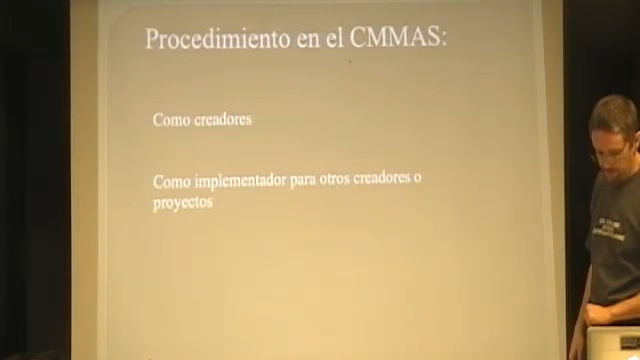 Procedimiento en el CMMAS:
Como creadores
Como implementador para otros creadores o
proyectos